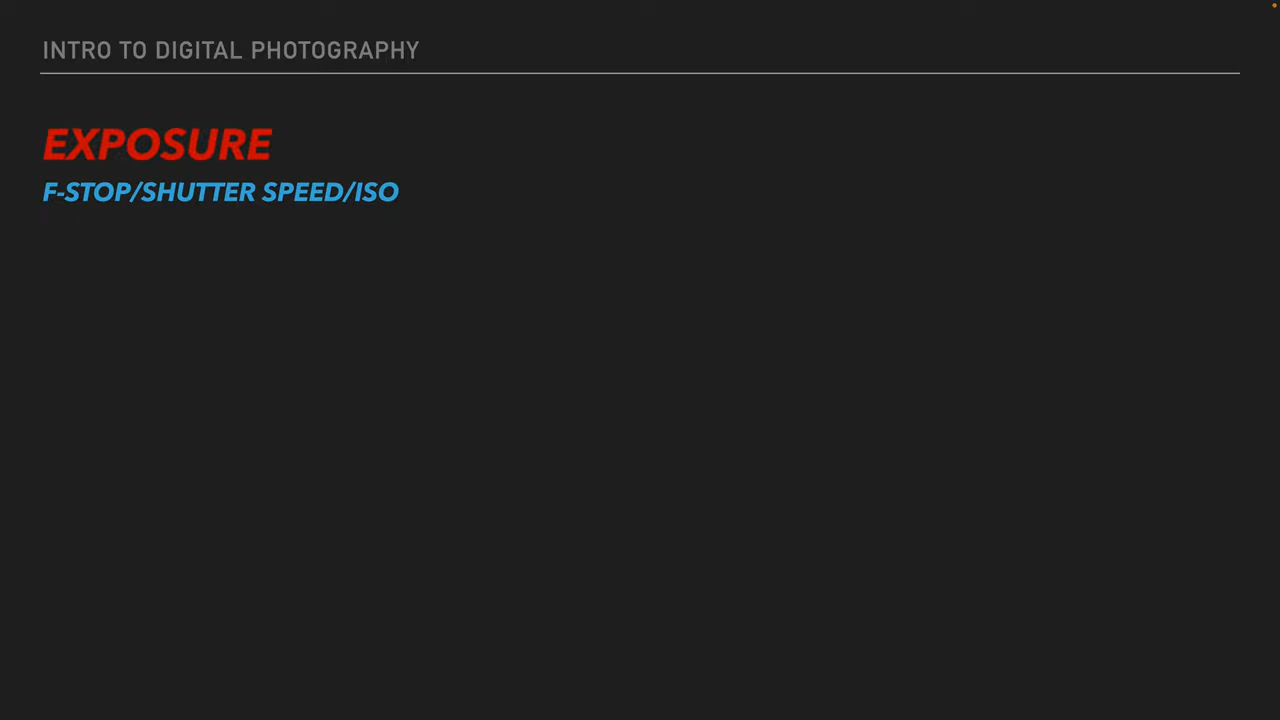 INTRO TO DIGITAL PHOTOGRAPHY
EXPOSURE
F-STOP/SHUTTER SPEED/ISO